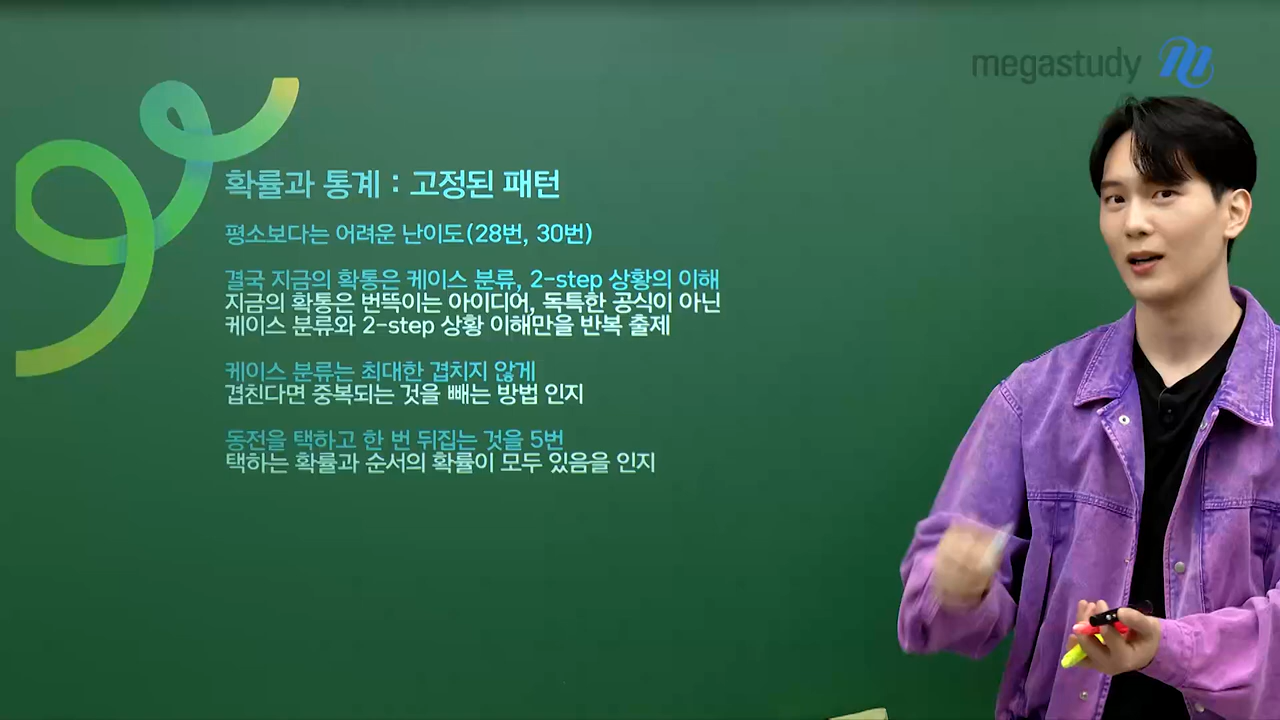 megastudy
확률과 통계 : 고정된 패턴
평소보다는 어려운 난이도(28번, 30번)
결국 지금의 확통은 케이스 분류, 2-step 상황의 이해
지금의 확통은 번뜩이는 아이디어, 독특한 공식이 아닌
케이스 분류와 2-step 상황 이해만을 반복 출제
케이스 분류는 최대한 겹치지 않게
겹친다면 중복되는 것을 빼는 방법 인지
동전을 택하고 한 번 뒤집는 것을 5번
택하는 확률과 순서의 확률이 모두 있음을 인지